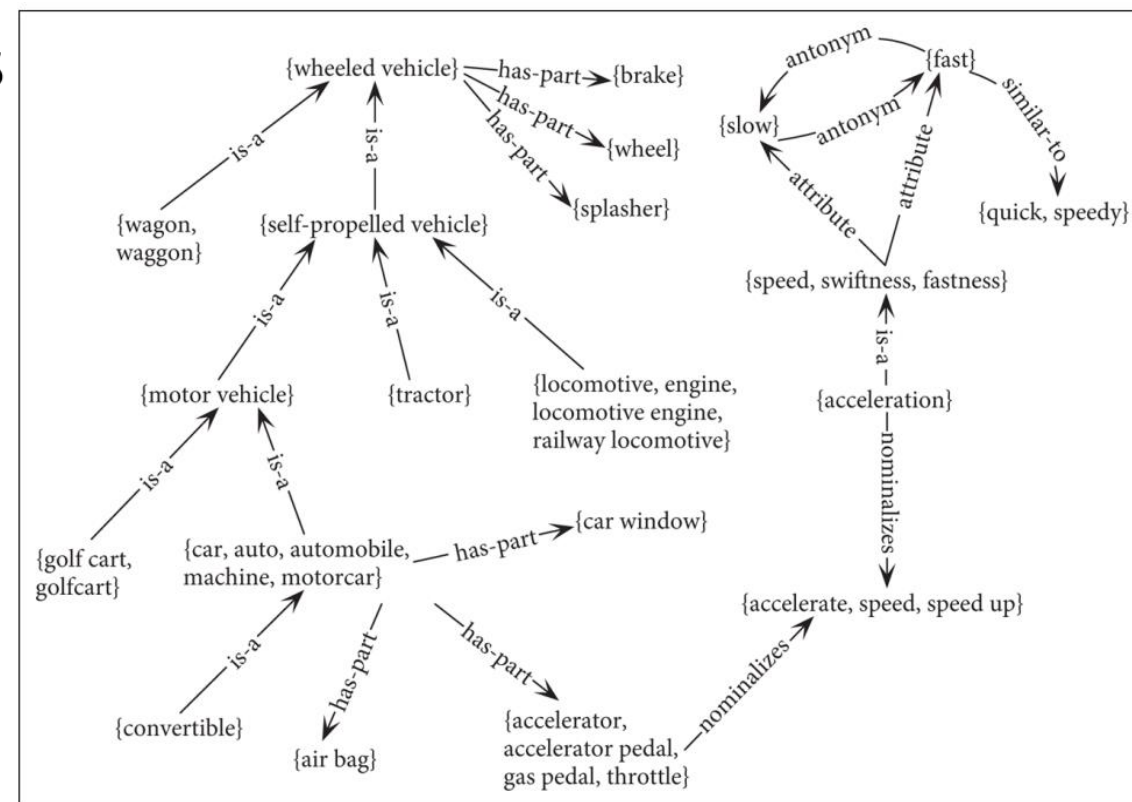 antonym
{fast}
{wheeled vehicle}
has-part
{brake}
has-part
has-part
{wheel}
{splasher}
similar-to
{slow}
antonym
is-a
is-a
attribute
attribute
{quick, speedy}
{wagon,
waggon}
{self-propelled vehicle}
{speed, swiftness, fastness}
is-a
is-a
is-a
is-a
{motor vehicle}
{tractor}
{locomotive, engine,
locomotive engine,
railway locomotive}
{acceleration}
is-a
is-a
nominalizes
{golf cart,
golfcart}
{car, auto, automobile,
machine, motorcar}
has-part
{car window}
{accelerate, speed, speed up}
is-a
has-part
has-part
nominalizes
{convertible}
{air bag}
{accelerator,
accelerator pedal,
gas pedal, throttle}